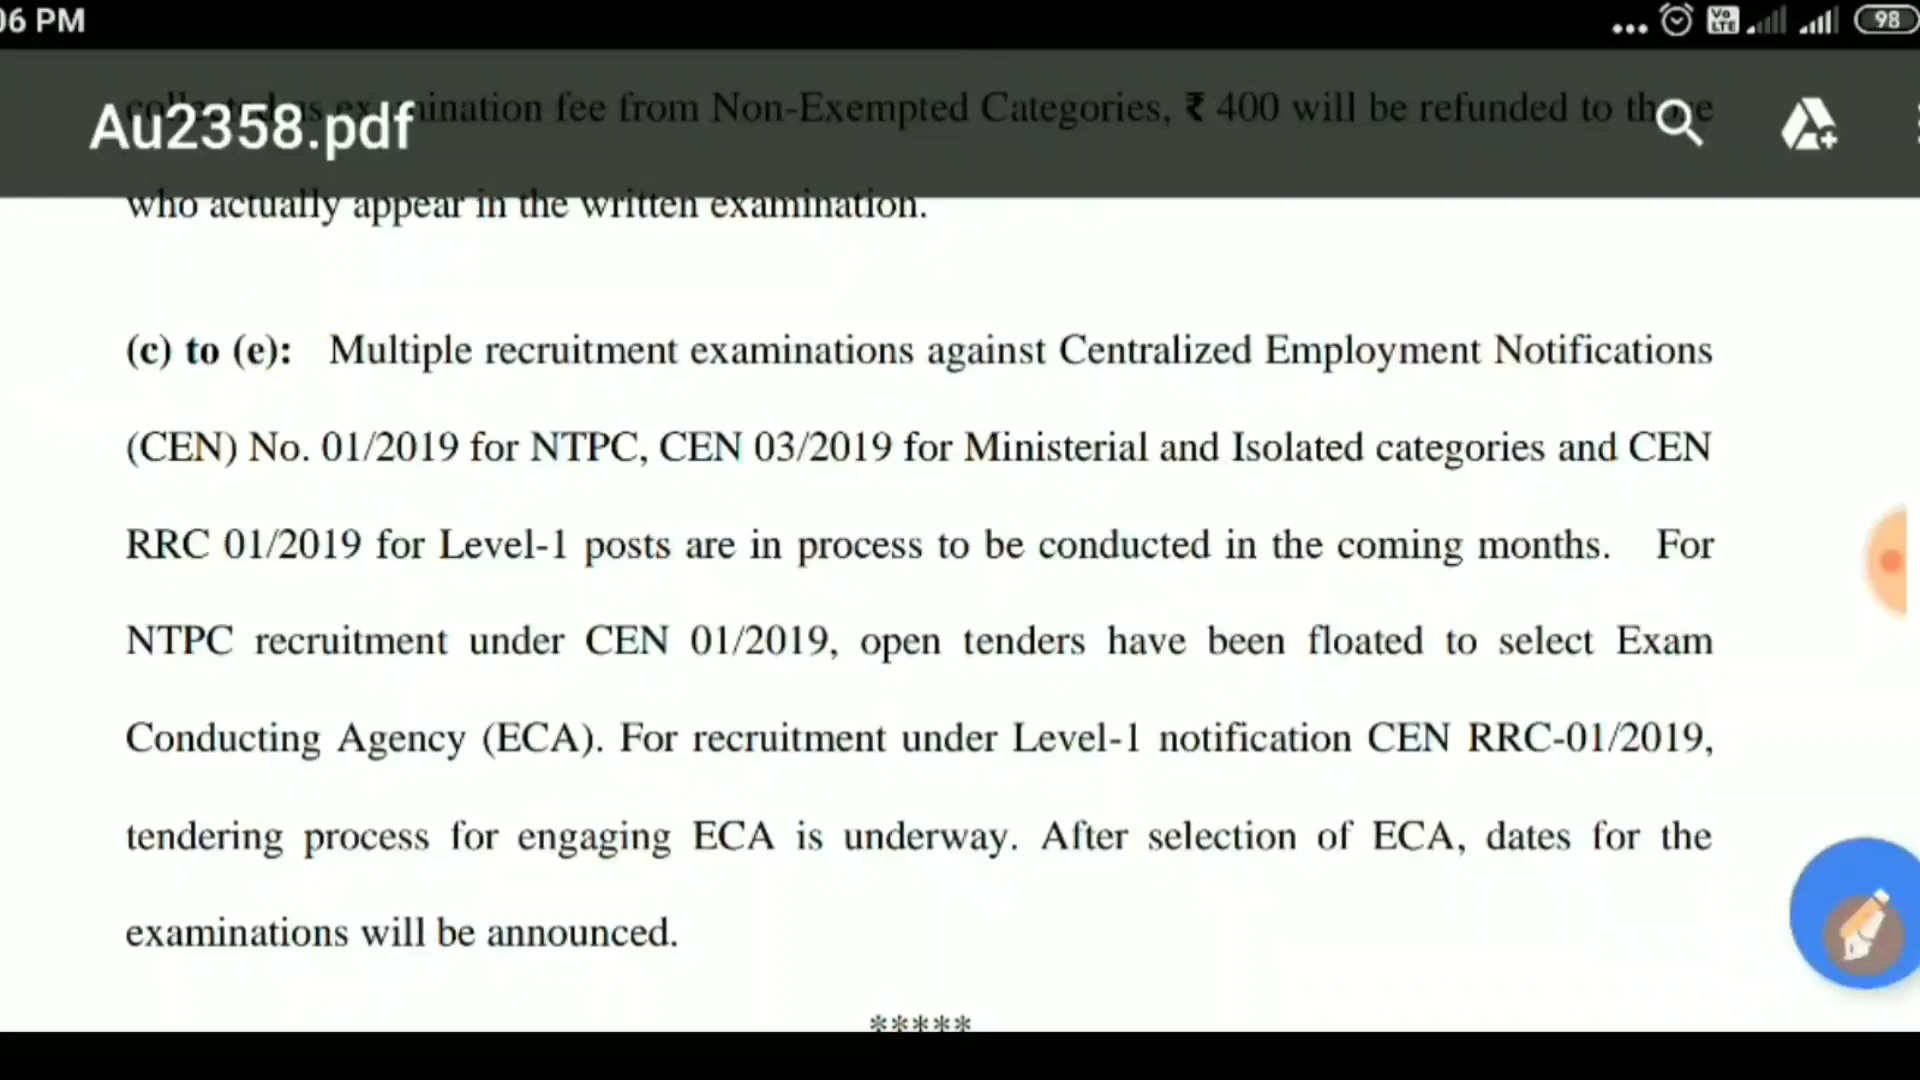 06 PM
Vo LTE
98
Au2358.pdf
ination fee from Non-Exempted Categories, ₹ 400 will be refunded to
who actually appear in the written examination.
(c) to (e): Multiple recruitment examinations against Centralized Employment Notifications
(CEN) No. 01/2019 for NTPC, CEN 03/2019 for Ministerial and Isolated categories and CEN
RRC 01/2019 for Level-1 posts are in process to be conducted in the coming months. For
NTPC recruitment under CEN 01/2019, open tenders have been floated to select Exam
Conducting Agency (ECA). For recruitment under Level-1 notification CEN RRC-01/2019,
tendering process for engaging ECA is underway. After selection of ECA, dates for the
examinations will be announced.
*****